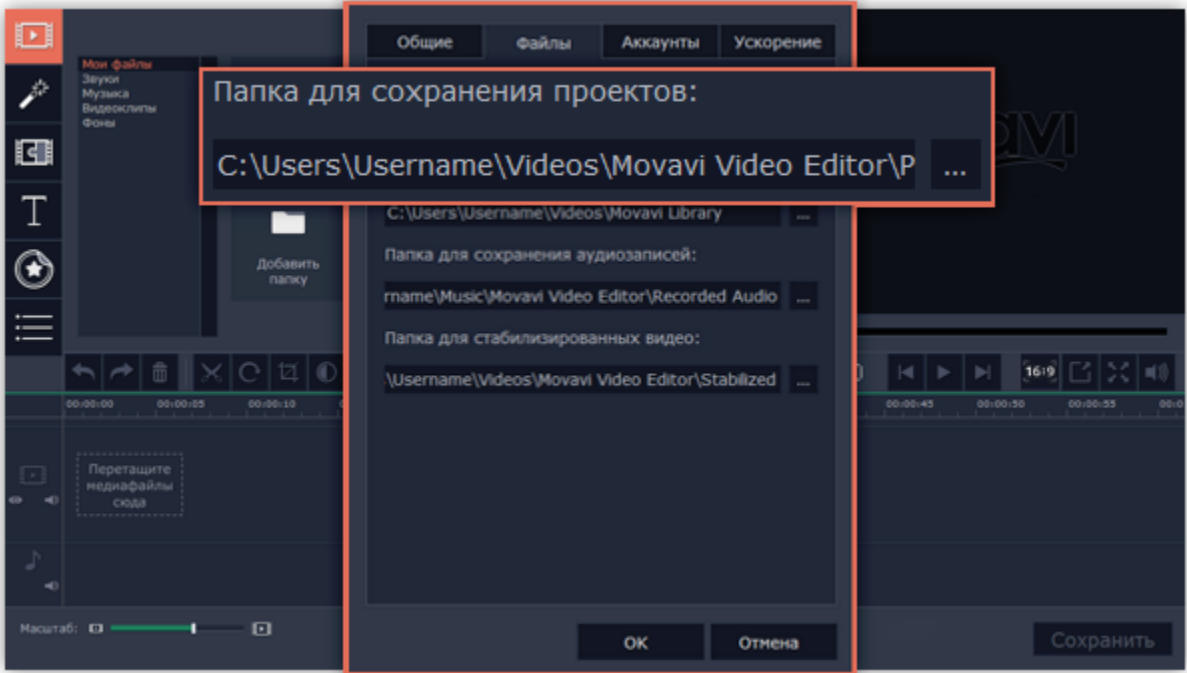 Общие
Файлы
Аккаунты
Ускорение
Мои файлы
Звуки
Музыка
Видеоклипы
Фоны
Папка для сохранения проектов:
C:\Users\Username\Videos\Movavi Video Editor\P
...
C:\Users\Username\Videos\Movavi Library
...
Добавить
папку
Папка для сохранения аудиозаписей:
rname\Music\Movavi Video Editor\Recorded Audio
...
Папка для стабилизированных видео:
.\Username\Videos\Movavi Video Editor\Stabilized
...
16:9
00:00:00
00:00:05
00:00:10
00:00:45
00:00:50
00:00:55
Перетащите
медиафайлы
сюда
Масштаб:
OK
Отмена
Сохранить